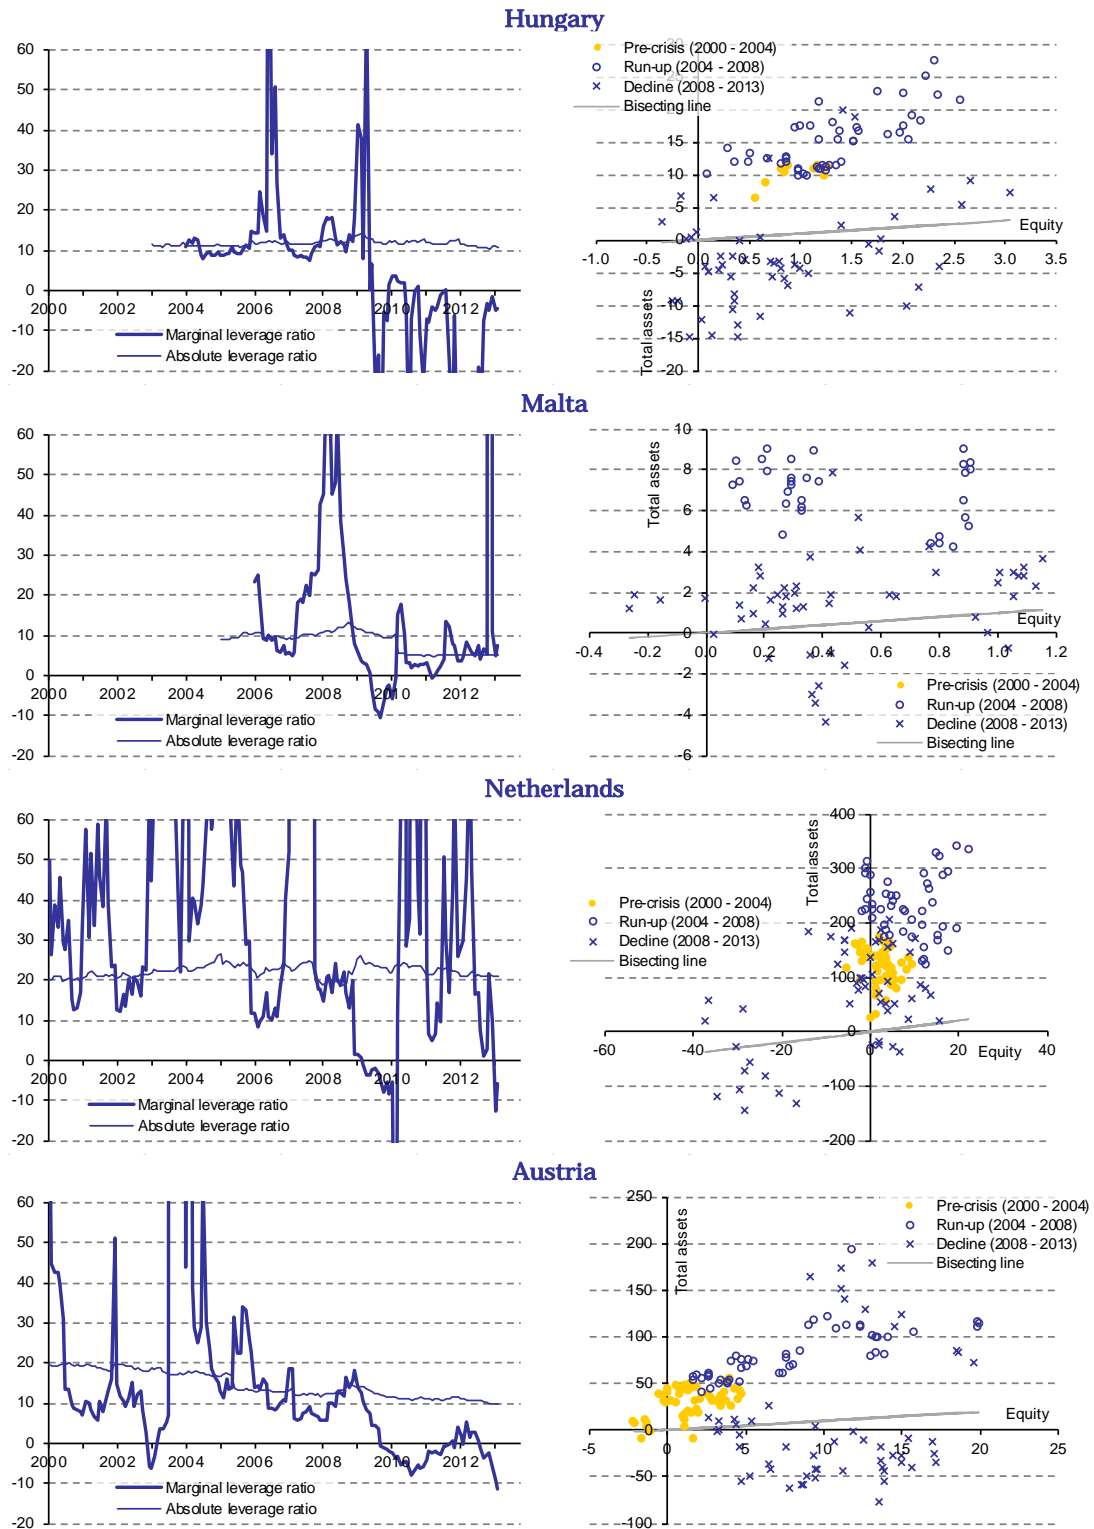 Hungary
60
50
40
30
20
10
0
-10
-20
2000 2002 2004 2006 2008 2010 2012
Marginal leverage ratio
Absolute leverage ratio
30
25
20
15
10
5
0
-5
-10
-15
-20
-1.0 -0.5 0.0 0.5 1.0 1.5 2.0 2.5 3.0 3.5
Pre-crisis (2000 - 2004)
Run-up (2004 - 2008)
Decline (2008 - 2013)
Bisecting line
Equity
Total assets
Malta
60
50
40
30
20
10
0
-10
-20
2000 2002 2004 2006 2008 2010 2012
Marginal leverage ratio
Absolute leverage ratio
10
8
6
4
2
0
-2
-4
-6
-0.4 -0.2 0.0 0.2 0.4 0.6 0.8 1.0 1.2
Total assets
Equity
Pre-crisis (2000 - 2004)
Run-up (2004 - 2008)
Decline (2008 - 2013)
Bisecting line
Netherlands
60
50
40
30
20
10
0
-10
-20
2000 2002 2004 2006 2008 2010 2012
Marginal leverage ratio
Absolute leverage ratio
400
300
200
100
0
-100
-200
-60 -40 -20 0 20 40
Total assets
Pre-crisis (2000 - 2004)
Run-up (2004 - 2008)
Decline (2008 - 2013)
Bisecting line
Equity
Austria
60
50
40
30
20
10
0
-10
-20
2000 2002 2004 2006 2008 2010 2012
Marginal leverage ratio
Absolute leverage ratio
250
200
150
100
50
0
-50
-100
-5 0 5 10 15 20 25
Total assets
Pre-crisis (2000 - 2004)
Run-up (2004 - 2008)
Decline (2008 - 2013)
Bisecting line
Equity